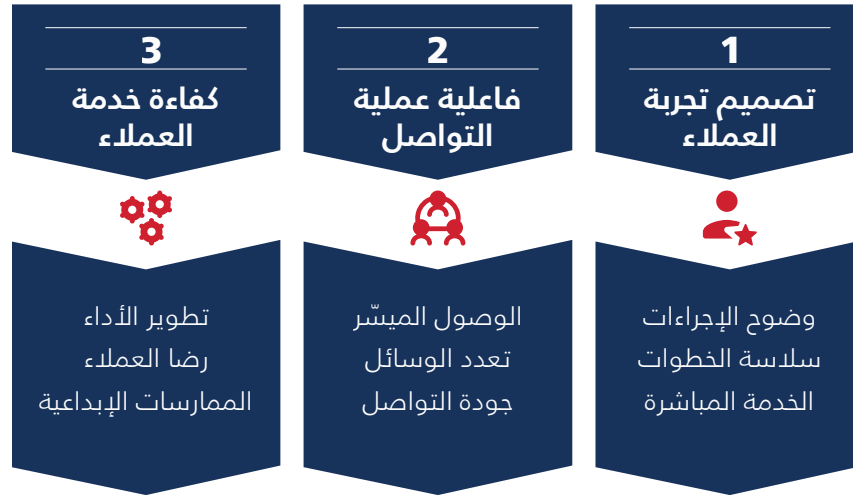 1
تصميم تجربة
العملاء
وضوح الإجراءات
سلاسة الخطوات
الخدمة المباشرة
2
فاعلية عملية
التواصل
الوصول الميسّر
تعدد الوسائل
جودة التواصل
3
كفاءة خدمة
العملاء
تطوير الأداء
رضا العملاء
الممارسات الإبداعية